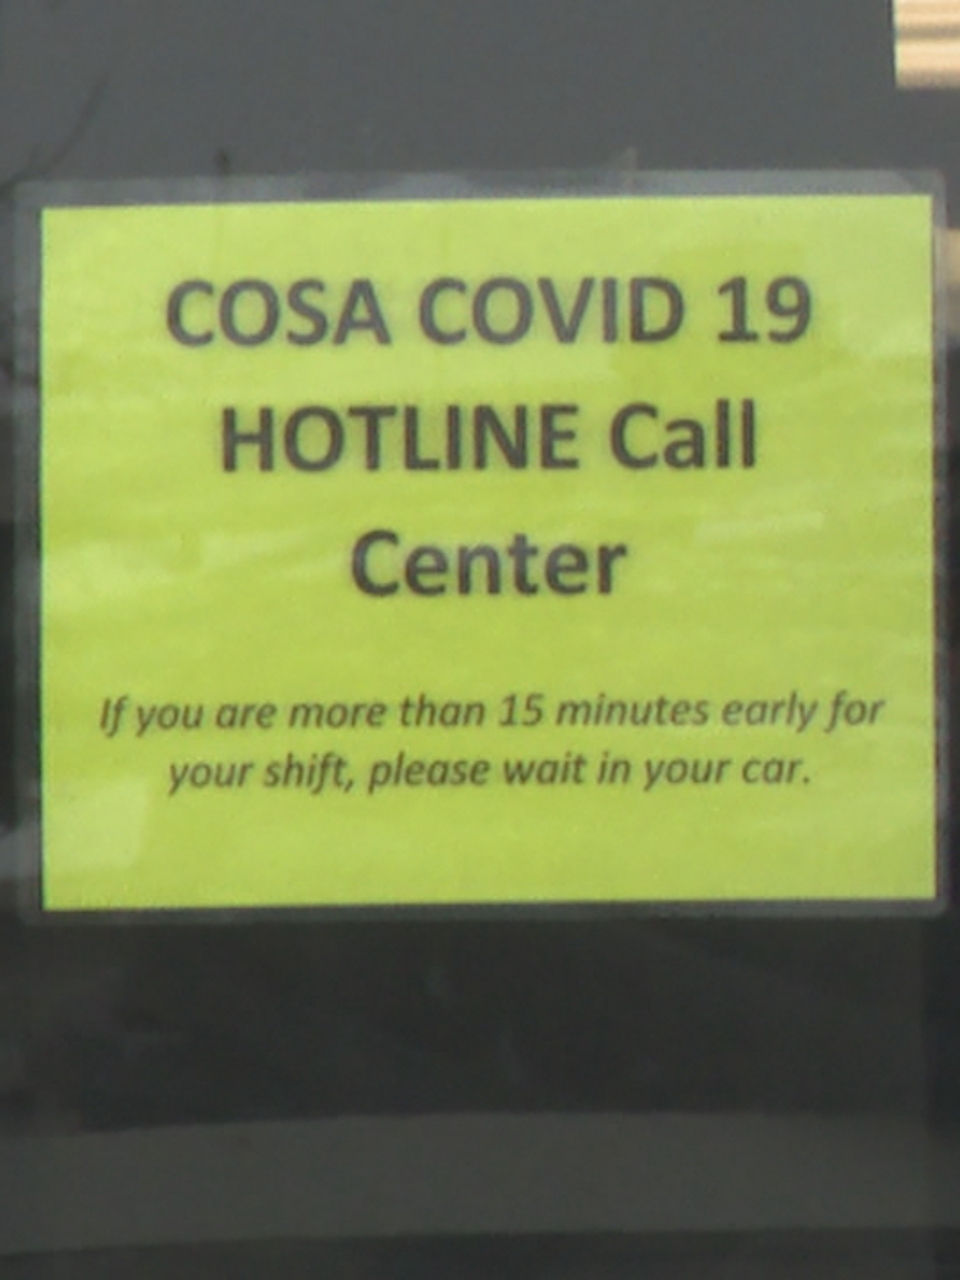 COSA COVID 19
HOTLINE Call
Center
If you are more than 15 minutes early for
your shift, please wait in your car.